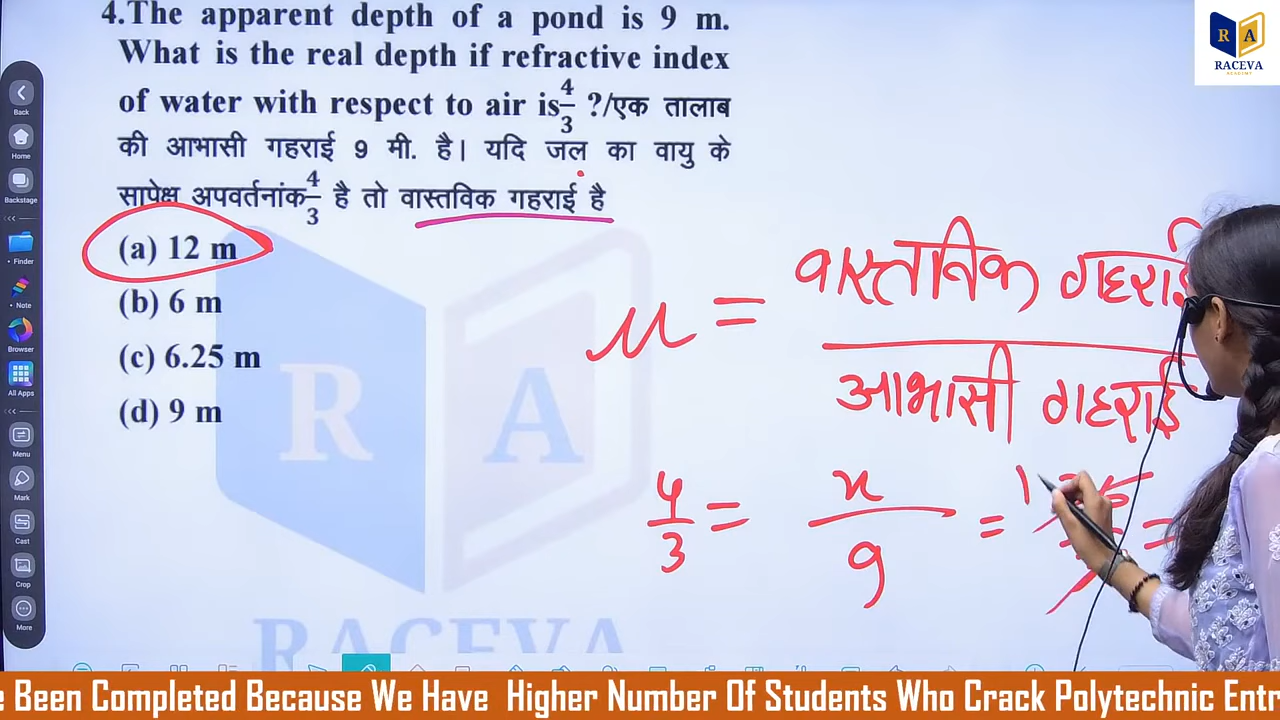 4.The apparent depth of a pond is 9 m.
What is the real depth if refractive index
of water with respect to air is 4/3 ?/एक तालाब
की आभासी गहराई 9 मी. है। यदि जल का वायु के
सापेक्ष अपवर्तनांक 4/3 है तो वास्तविक गहराई है
(a) 12 m
(b) 6 m
(c) 6.25 m
(d) 9 m
μ = वास्तविक गहराई
आभासी गहराई
4/3 = x/9 =
R A
RACEVA
ACADEMY
R A
RACEVA
Back
Home
Backstage
Finder
Note
Browser
All Apps
Menu
Mark
Cast
Crop
More
e Been Completed Because We Have Higher Number Of Students Who Crack Polytechnic Entr